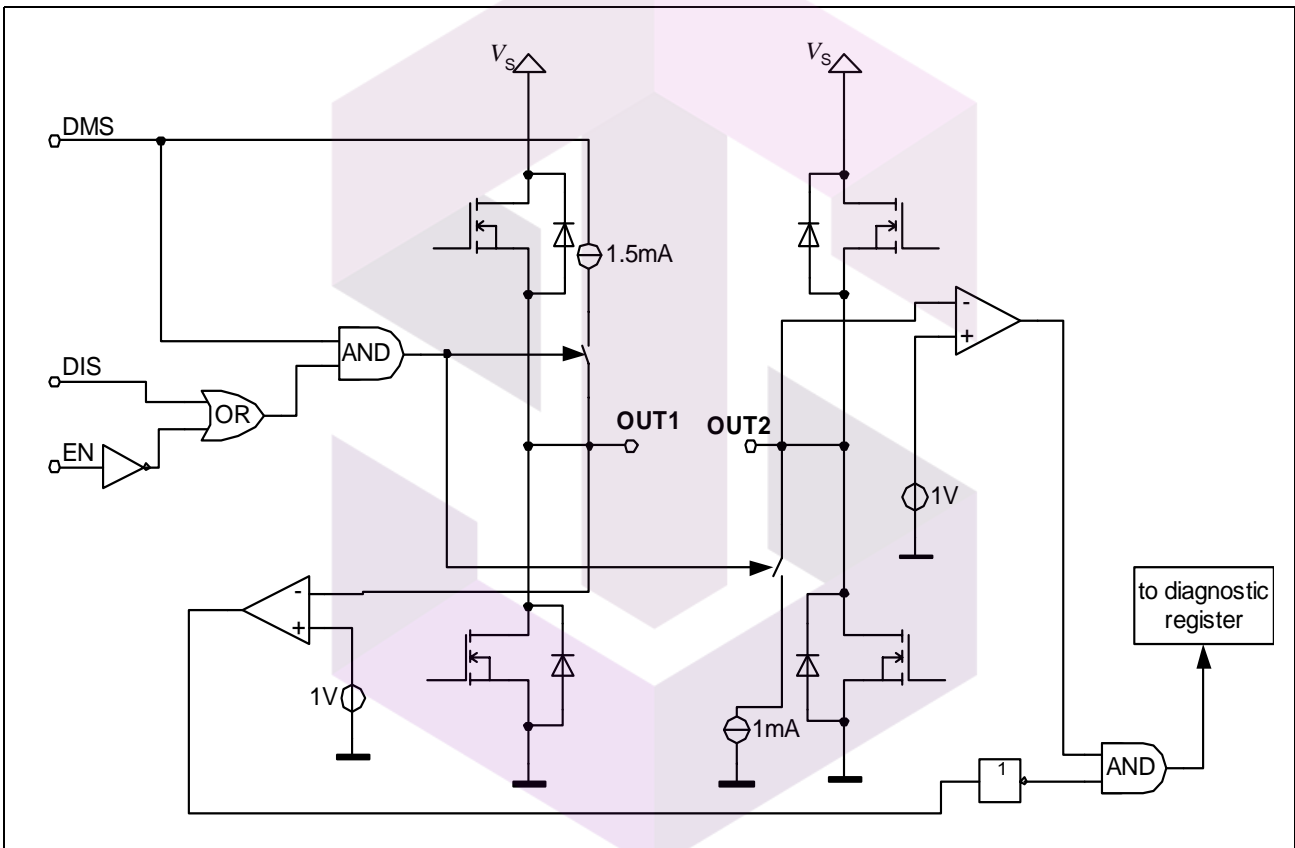 V_S
V_S
DMS
1.5mA
-
+
AND
DIS
OR
OUT1
OUT2
EN
1V
-
+
to diagnostic
register
1V
1mA
1
AND